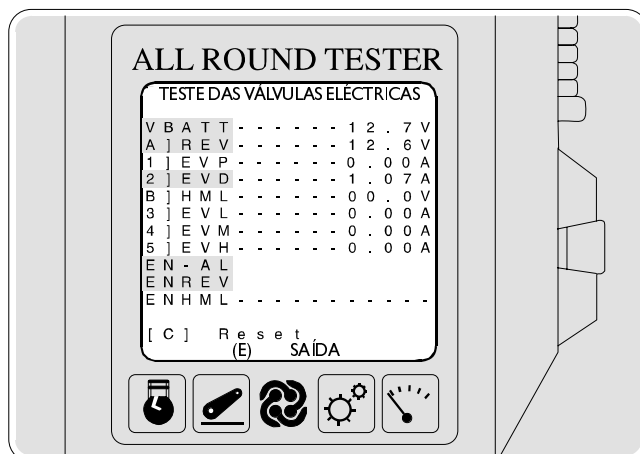 ALL ROUND TESTER
TESTE DAS VÁLVULAS ELÉCTRICAS
VBATT------12.7V
A]REV------12.6V
1]EVP------0.00A
2]EVD------1.07A
B]HML------00.0V
3]EVL------0.00A
4]EVM------0.00A
5]EVH------0.00A
EN-AL
ENREV
ENHML-----------
[C] Reset
(E) SAÍDA